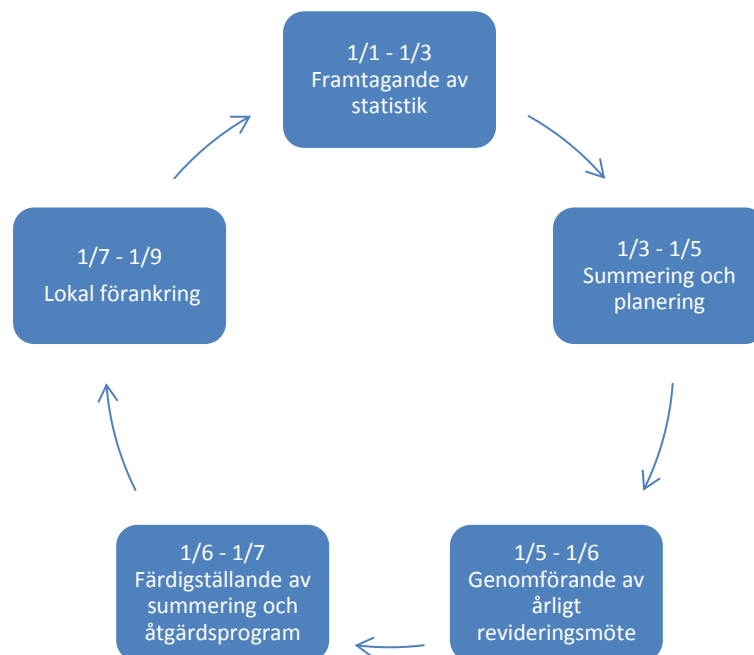 1/1 - 1/3
Framtagande av
statistik
1/3 - 1/5
Summering och
planering
1/5 - 1/6
Genomförande av
årligt
revideringsmöte
1/6 - 1/7
Färdigställande av
summering och
åtgärdsprogram
1/7 - 1/9
Lokal förankring